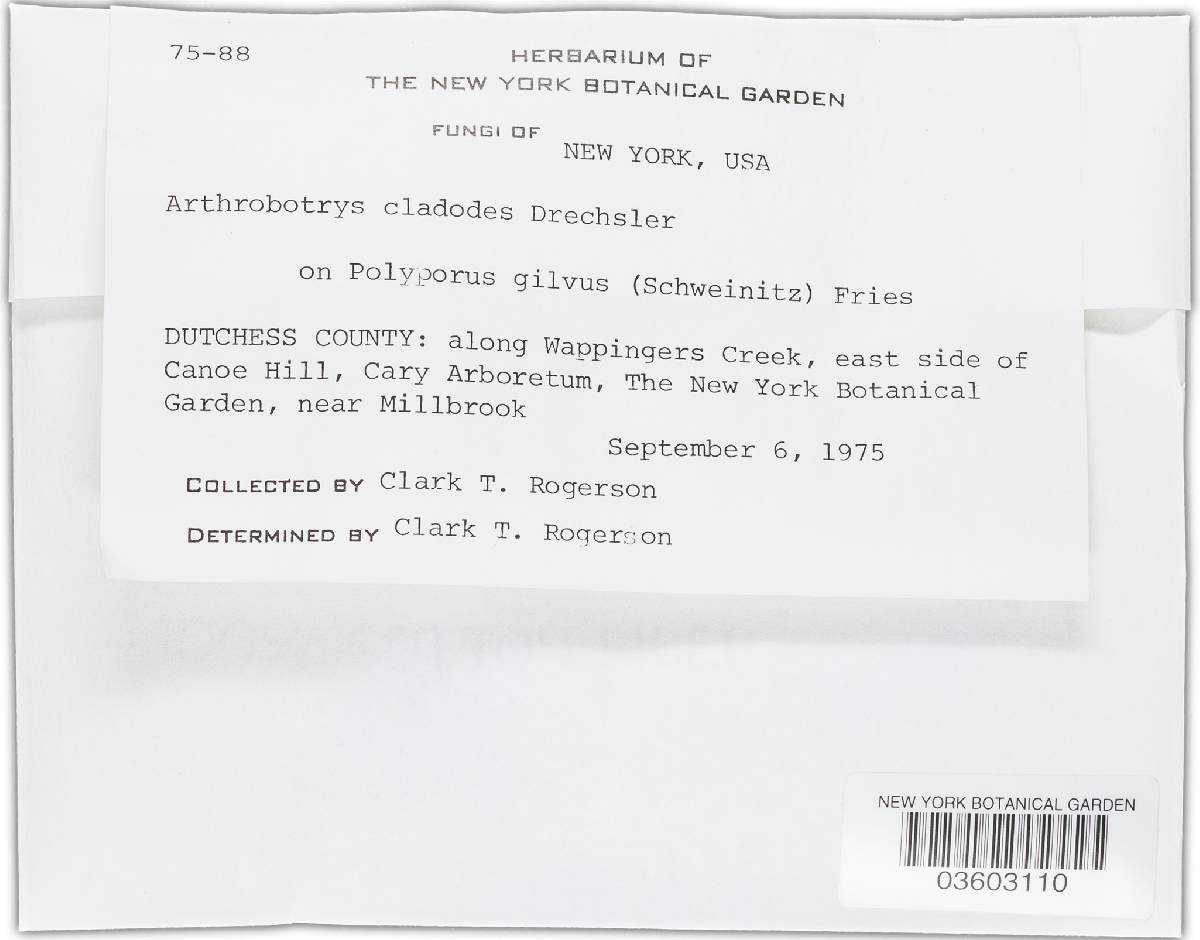 75-88
HERBARIUM OF
THE NEW YORK BOTANICAL GARDEN
FUNGI OF
NEW YORK, USA
Arthrobotrys cladodes Drechsler
on Polyporus gilvus (Schweinitz) Fries
DUTCHESS COUNTY: along Wappingers Creek, east side of
Canoe Hill, Cary Arboretum, The New York Botanical
Garden, near Millbrook
September 6, 1975
COLLECTED BY Clark T. Rogerson
DETERMINED BY Clark T. Rogerson
NEW YORK BOTANICAL GARDEN
03603110